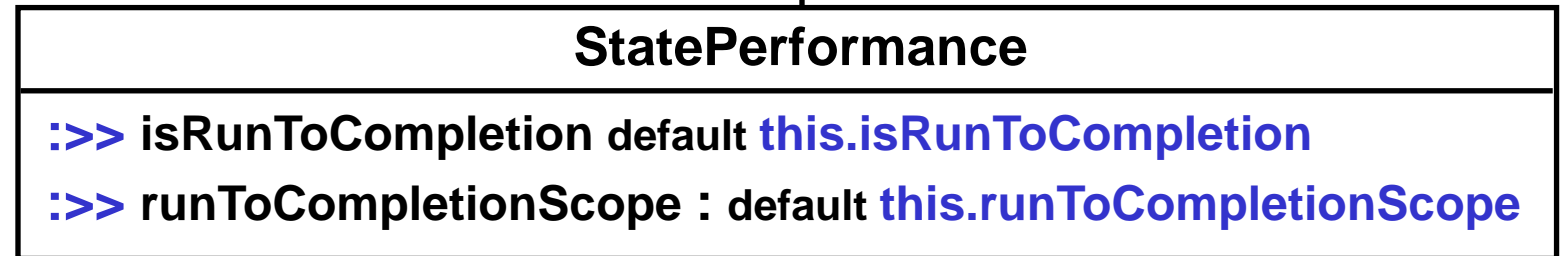 StatePerformance
:>> isRunToCompletion default this.isRunToCompletion
:>> runToCompletionScope : default this.runToCompletionScope